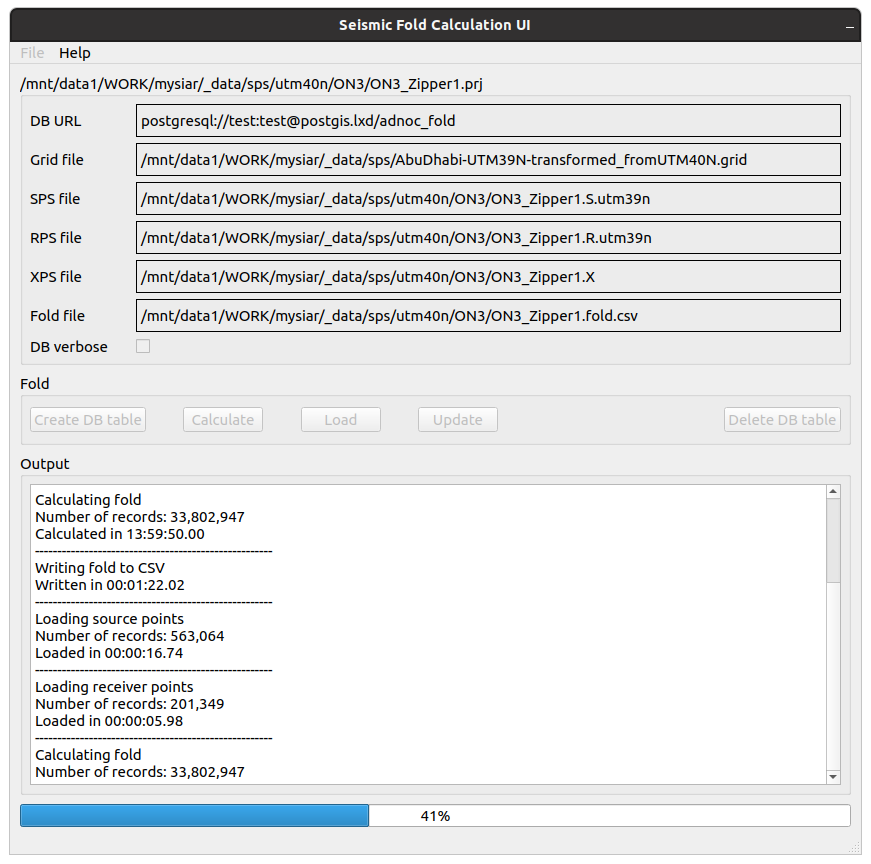 Seismic Fold Calculation UI
File Help
/mnt/data1/WORK/mysiar/_data/sps/utm40n/ON3/ON3_Zipper1.prj
DB URL postgresql://test:test@postgis.lxd/adnoc_fold
Grid file /mnt/data1/WORK/mysiar/_data/sps/AbuDhabi-UTM39N-transformed_fromUTM40N.grid
SPS file /mnt/data1/WORK/mysiar/_data/sps/utm40n/ON3/ON3_Zipper1.S.utm39n
RPS file /mnt/data1/WORK/mysiar/_data/sps/utm40n/ON3/ON3_Zipper1.R.utm39n
XPS file /mnt/data1/WORK/mysiar/_data/sps/utm40n/ON3/ON3_Zipper1.X
Fold file /mnt/data1/WORK/mysiar/_data/sps/utm40n/ON3/ON3_Zipper1.fold.csv
DB verbose
Fold
Create DB table Calculate Load Update Delete DB table
Output
Calculating fold
Number of records: 33,802,947
Calculated in 13:59:50.00
-----------------------------------------------------
Writing fold to CSV
Written in 00:01:22.02
-----------------------------------------------------
Loading source points
Number of records: 563,064
Loaded in 00:00:16.74
-----------------------------------------------------
Loading receiver points
Number of records: 201,349
Loaded in 00:00:05.98
-----------------------------------------------------
Calculating fold
Number of records: 33,802,947
41%